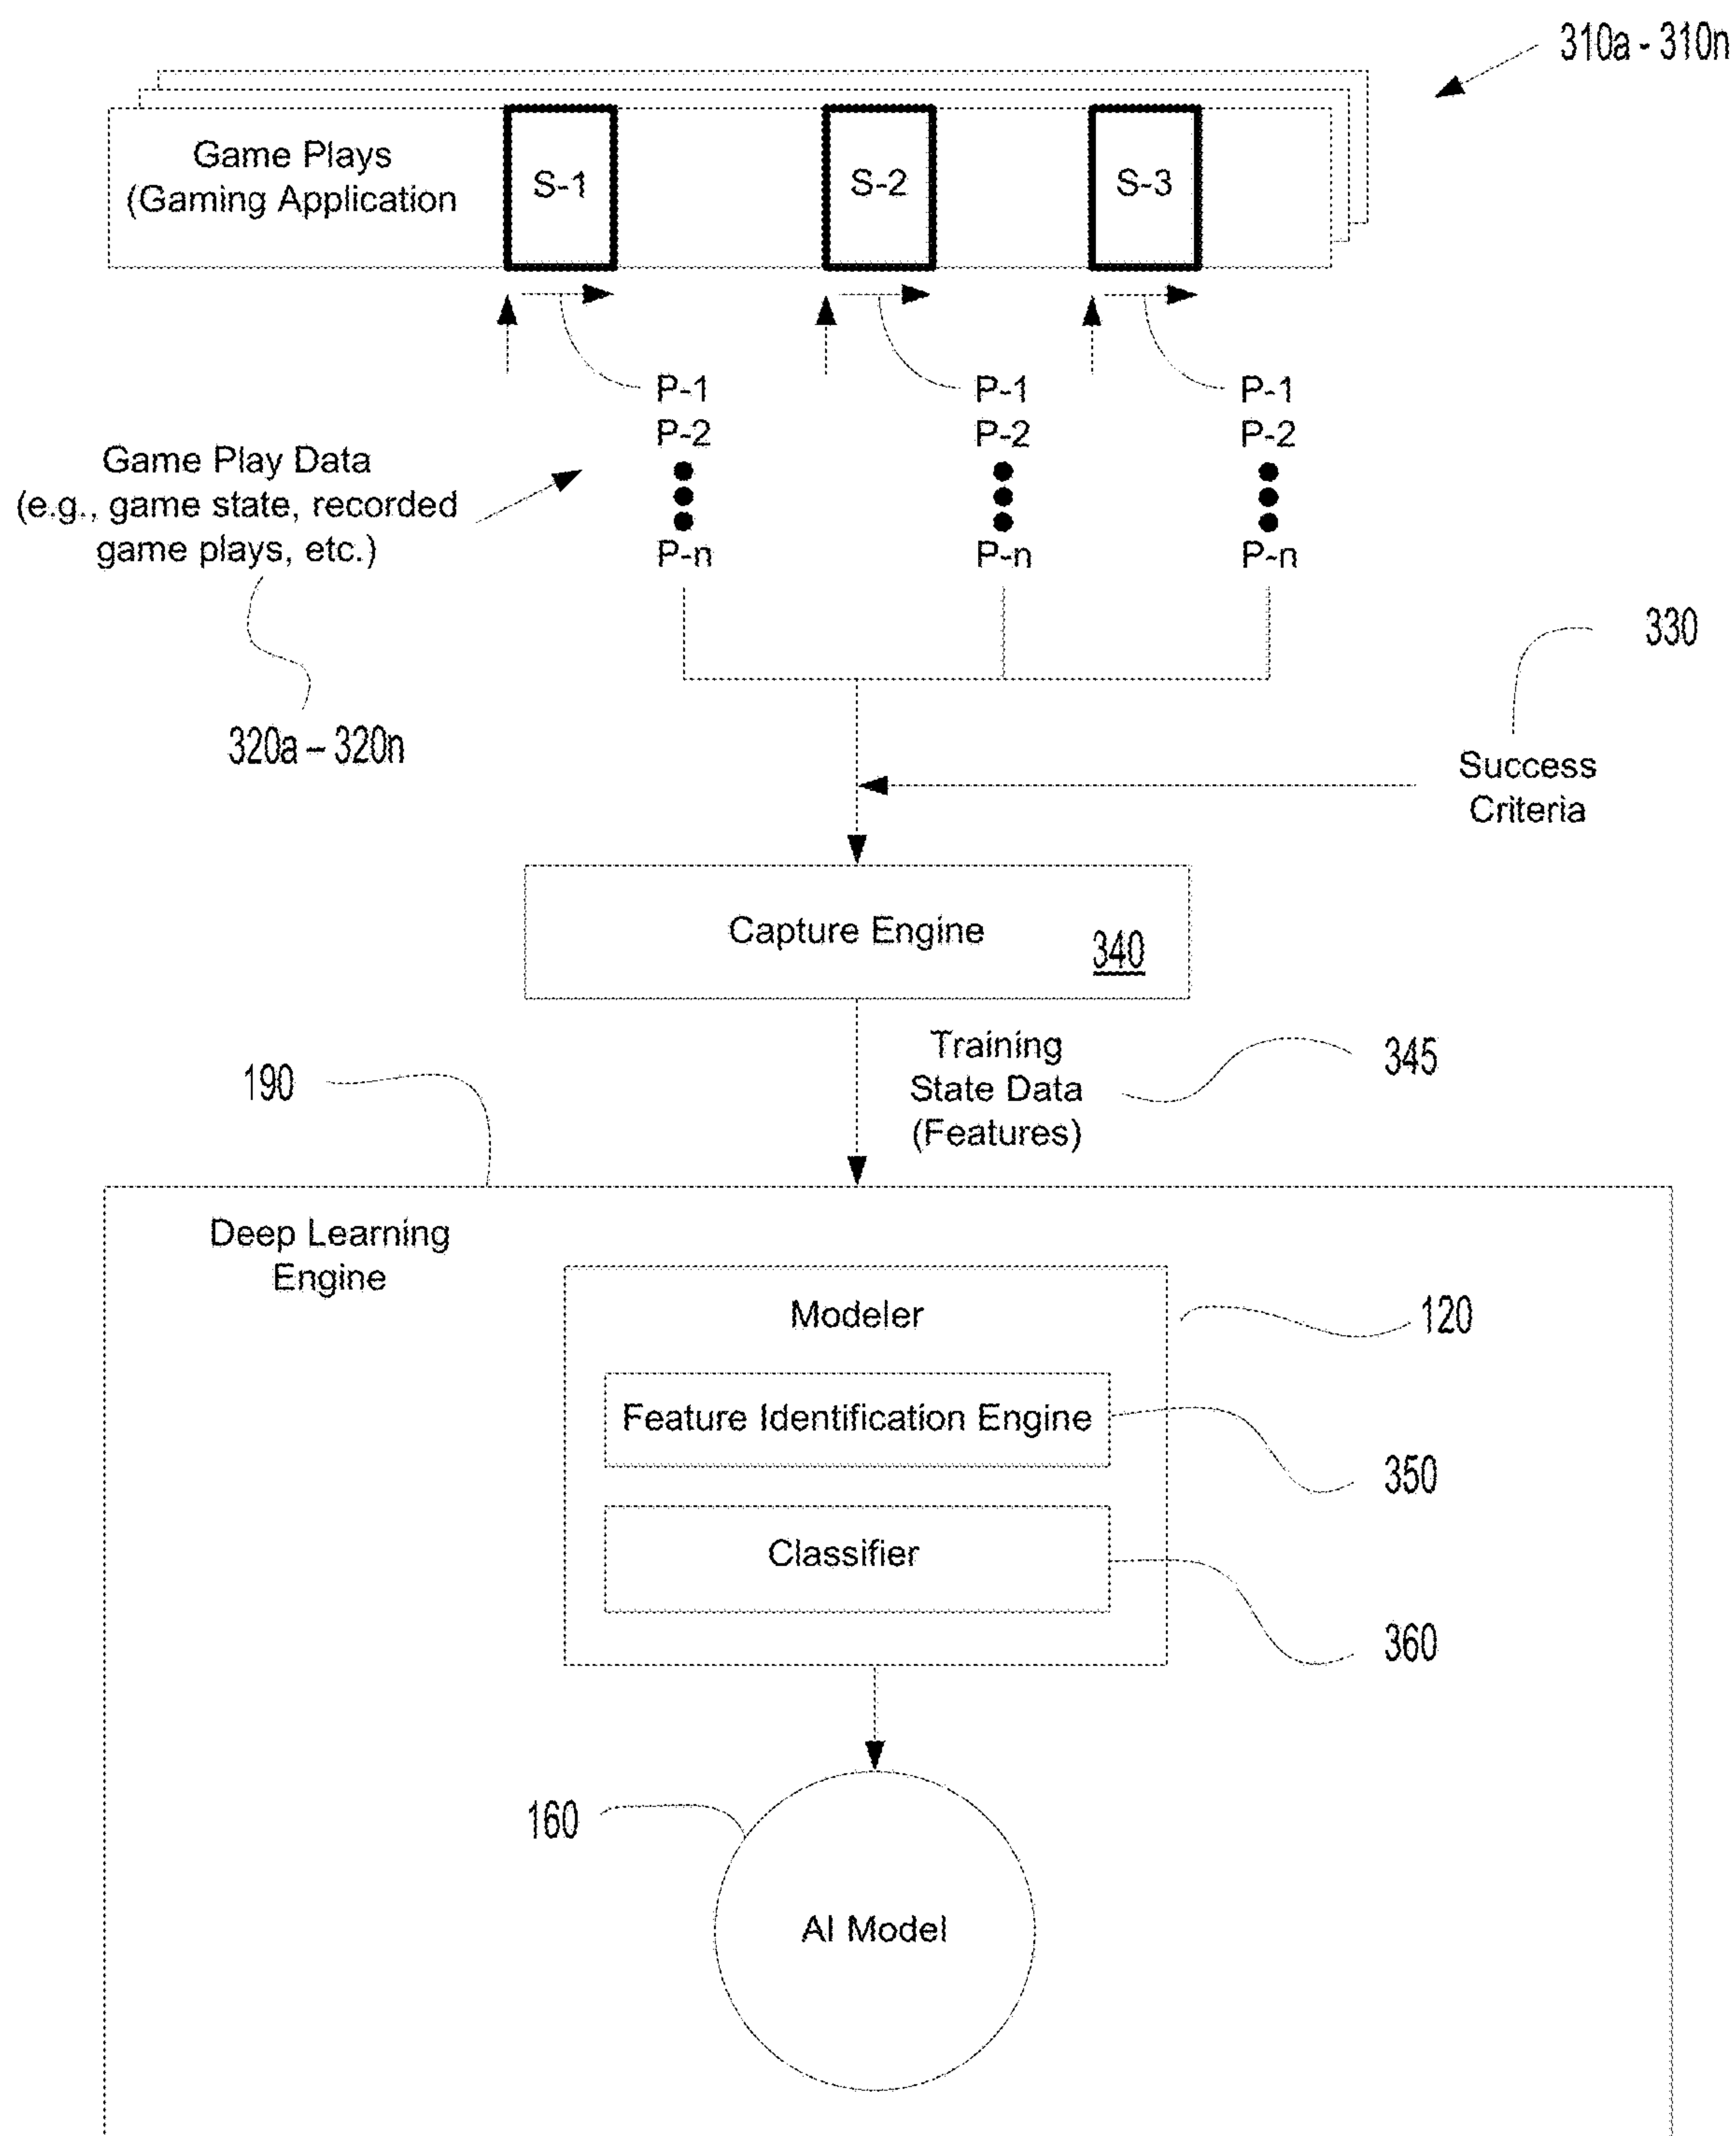 310a - 310n
Game Plays
(Gaming Application
S-1
S-2
S-3
P-1
P-2
P-n
P-1
P-2
P-n
P-1
P-2
P-n
Game Play Data
(e.g., game state, recorded
game plays, etc.)
320a – 320n
330
Success
Criteria
Capture Engine
340
Training
State Data
(Features)
345
190
Deep Learning
Engine
Modeler
120
Feature Identification Engine
350
Classifier
360
160
AI Model